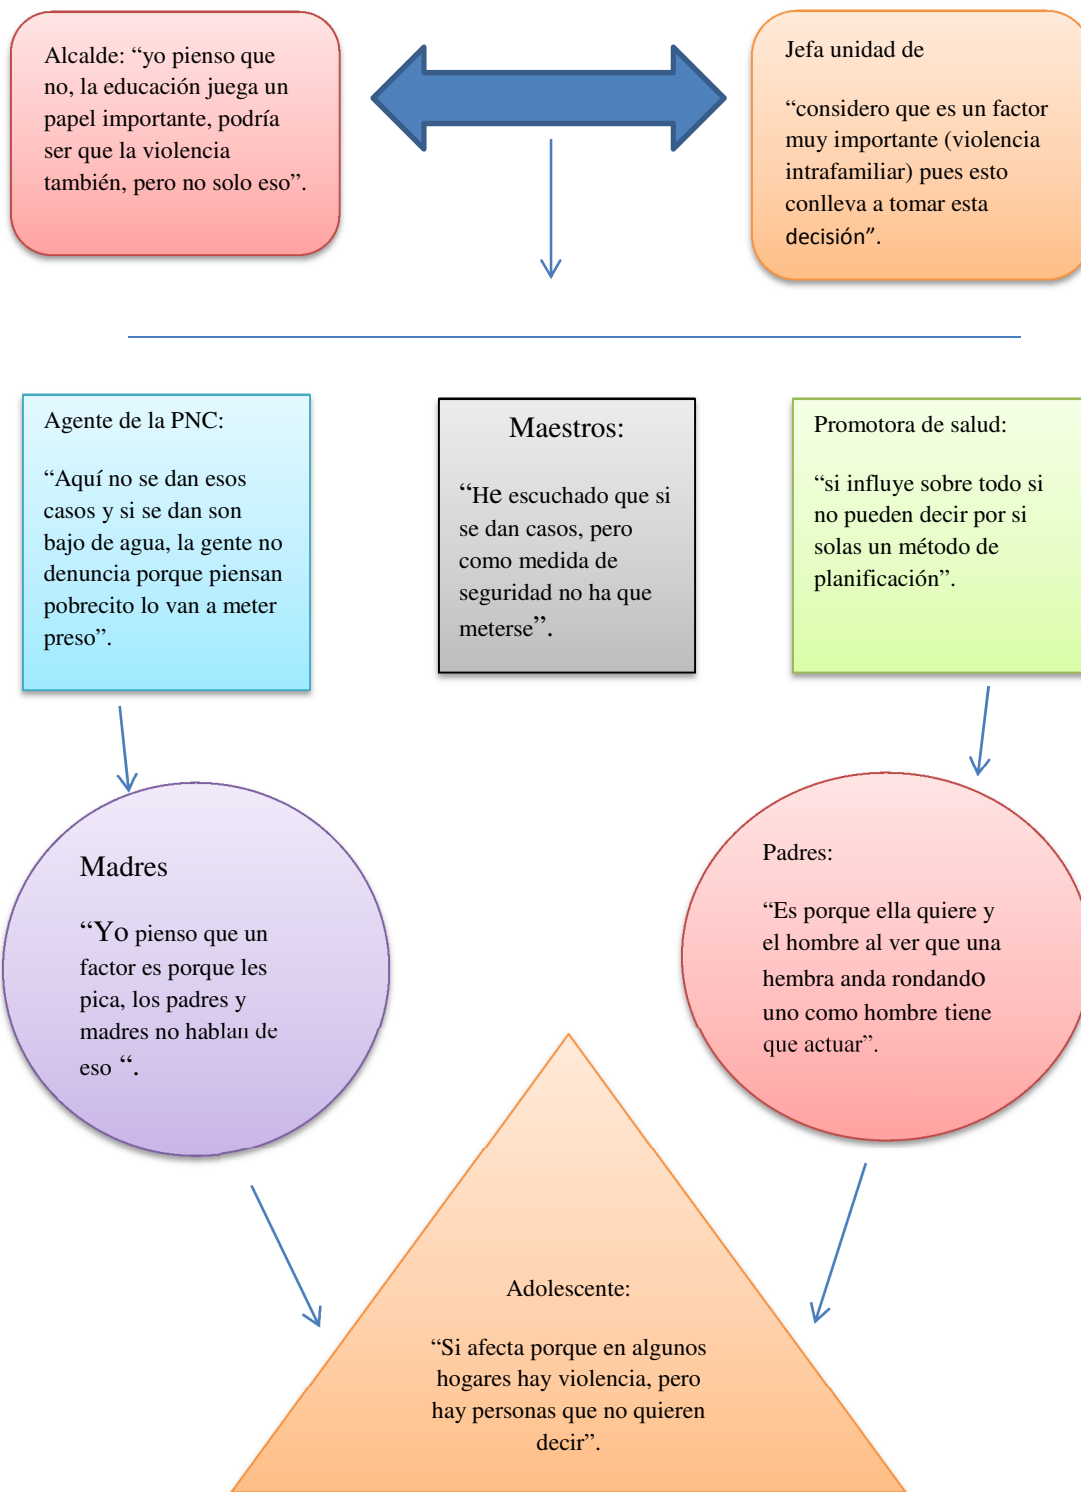 Alcalde: “yo pienso que
no, la educación juega un
papel importante, podría
ser que la violencia
también, pero no solo eso”.
Jefa unidad de
“considero que es un factor
muy importante (violencia
intrafamiliar) pues esto
conlleva a tomar esta
decisión”.
Agente de la PNC:
“Aquí no se dan esos
casos y si se dan son
bajo de agua, la gente no
denuncia porque piensan
pobrecito lo van a meter
preso”.
Maestros:
“He escuchado que si
se dan casos, pero
como medida de
seguridad no ha que
meterse”.
Promotora de salud:
“si influye sobre todo si
no pueden decir por si
solas un método de
planificación”.
Madres
“Yo pienso que un
factor es porque les
pica, los padres y
madres no hablan de
eso “.
Padres:
“Es porque ella quiere y
el hombre al ver que una
hembra anda rondando
uno como hombre tiene
que actuar”.
Adolescente:
“Si afecta porque en algunos
hogares hay violencia, pero
hay personas que no quieren
decir”.